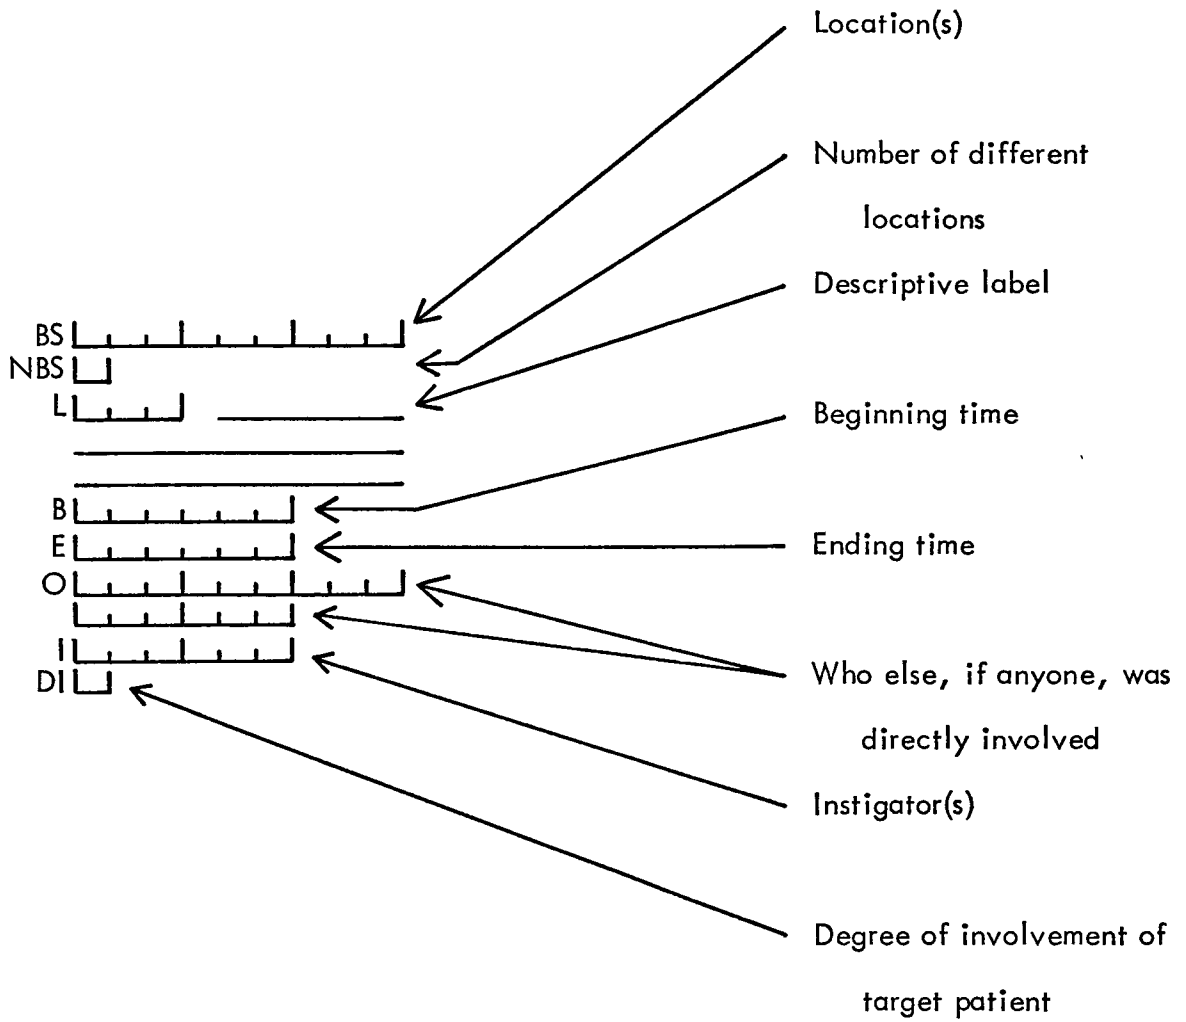 Location(s)
Number of different
locations
Descriptive label
BS
NBS
L
Beginning time
B
E
Ending time
O
I
Who else, if anyone, was
DI
directly involved
Instigator(s)
Degree of involvement of
target patient